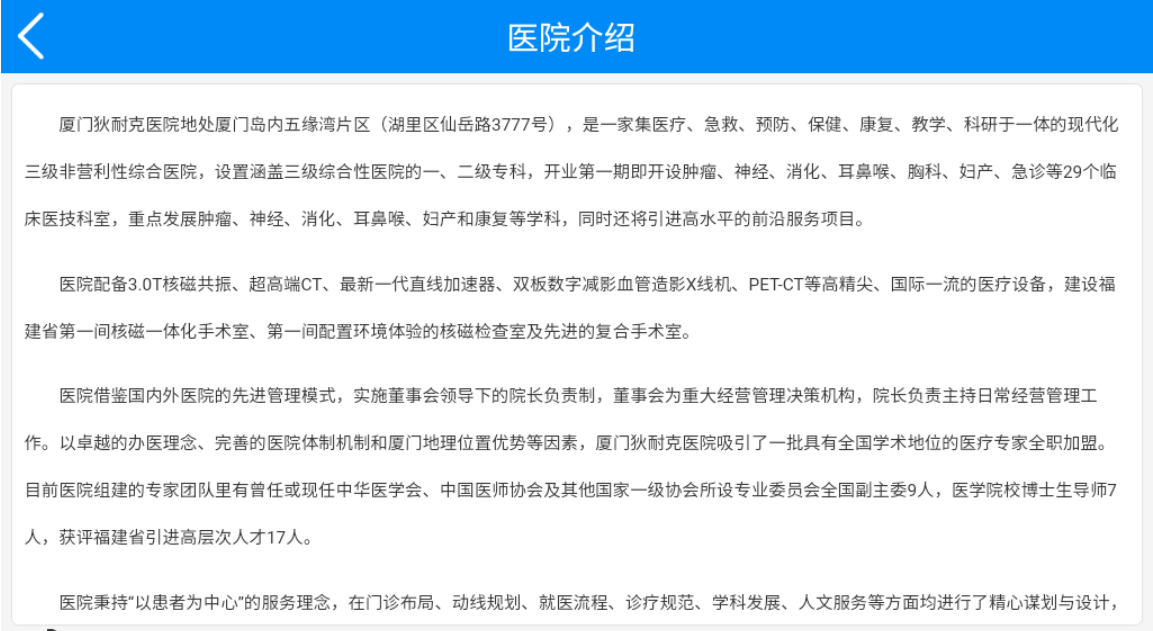 医院介绍
厦门狄耐克医院地处厦门岛内五缘湾片区（湖里区仙岳路3777号），是一家集医疗、急救、预防、保健、康复、教学、科研于一体的现代化
三级非营利性综合医院，设置涵盖三级综合性医院的一、二级专科，开业第一期即开设肿瘤、神经、消化、耳鼻喉、胸科、妇产、急诊等29个临
床医技科室，重点发展肿瘤、神经、消化、耳鼻喉、妇产和康复等学科，同时还将引进高水平的前沿服务项目。
医院配备3.0T核磁共振、超高端CT、最新一代直线加速器、双板数字减影血管造影X线机、PET-CT等高精尖、国际一流的医疗设备，建设福
建省第一间核磁一体化手术室、第一间配置环境体验的核磁检查室及先进的复合手术室。
医院借鉴国内外医院的先进管理模式，实施董事会领导下的院长负责制，董事会为重大经营管理决策机构，院长负责主持日常经营管理工
作。以卓越的办医理念、完善的医院体制机制和厦门地理位置优势等因素，厦门狄耐克医院吸引了一批具有全国学术地位的医疗专家全职加盟。
目前医院组建的专家团队里有曾任或现任中华医学会、中国医师协会及其他国家一级协会所设专业委员会全国副主委9人，医学院校博士生导师7
人，获评福建省引进高层次人才17人。
医院秉持“以患者为中心”的服务理念，在门诊布局、动线规划、就医流程、诊疗规范、学科发展、人文服务等方面均进行了精心谋划与设计，